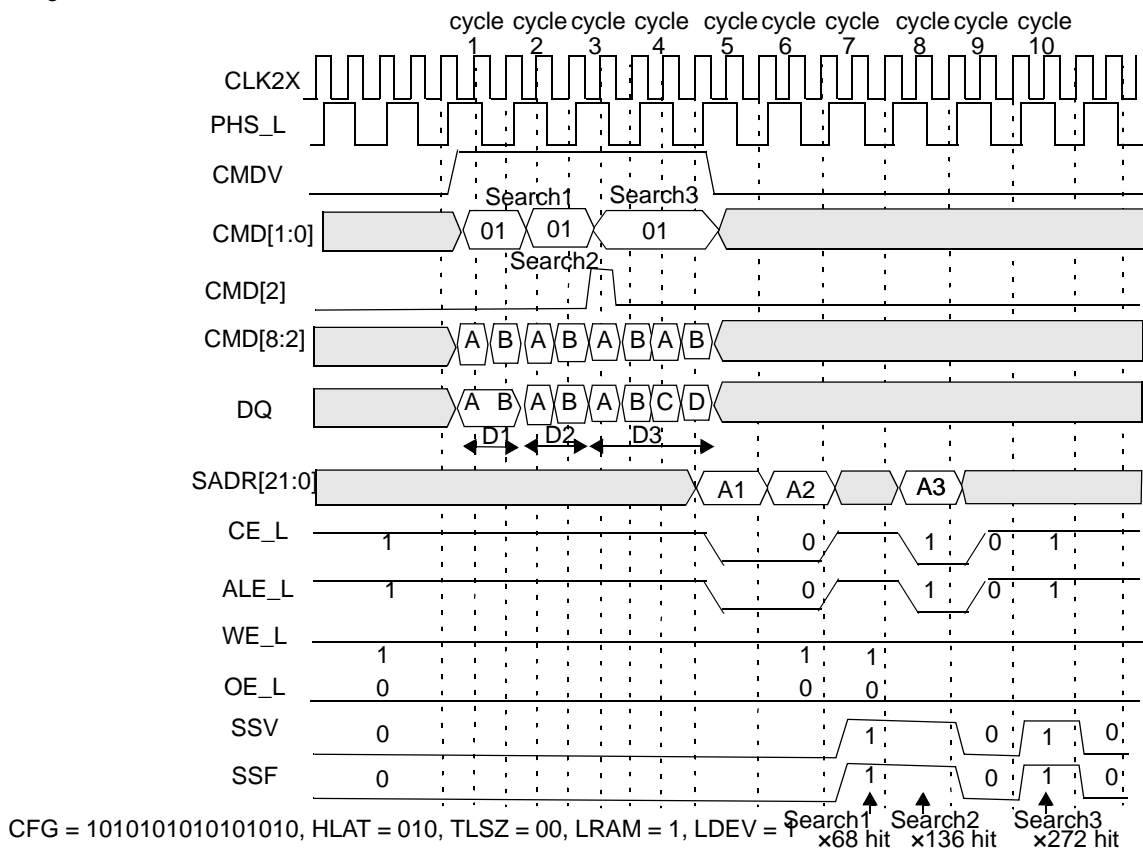 cycle cycle cycle cycle cycle cycle cycle cycle cycle cycle
1 2 3 4 5 6 7 8 9 10
CLK2X
PHS_L
CMDV
Search1 Search3
CMD[1:0] 01 01 01
Search2
CMD[2]
CMD[8:2] A B A B A B A B
DQ A B A B A B C D
D1 D2 D3
SADR[21:0] A1 A2 A3
CE_L 1 0 1 0 1
ALE_L 1 0 1 0 1
WE_L
1 1 1
OE_L 0 0 0
SSV 0 1 0 1 0
SSF 0 1 0 1 0
CFG = 1010101010101010, HLAT = 010, TLSZ = 00, LRAM = 1, LDEV = 1
Search1 Search2 Search3
×68 hit ×136 hit ×272 hit